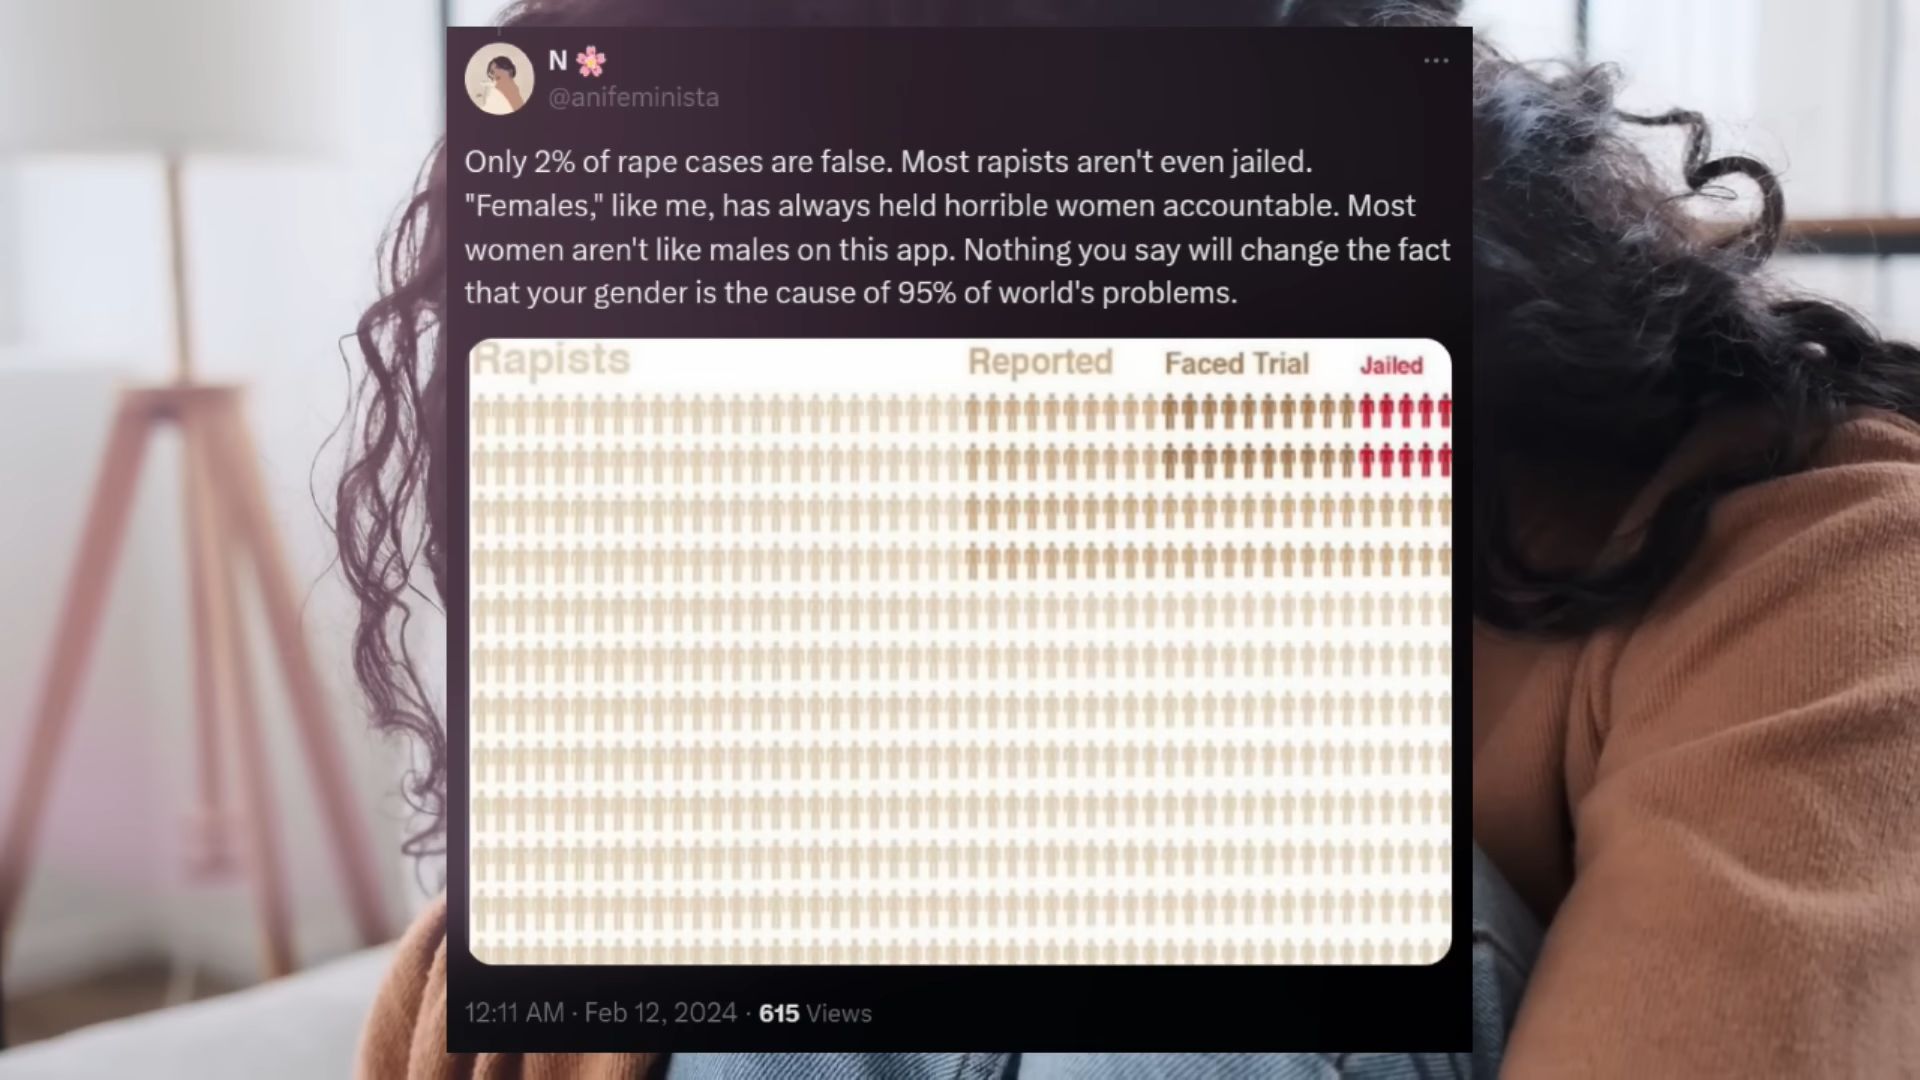 N 🌸
@anifeminista
Only 2% of rape cases are false. Most rapists aren't even jailed.
"Females," like me, has always held horrible women accountable. Most
women aren't like males on this app. Nothing you say will change the fact
that your gender is the cause of 95% of world's problems.
Rapists Reported Faced Trial Jailed
12:11 AM · Feb 12, 2024 · 615 Views